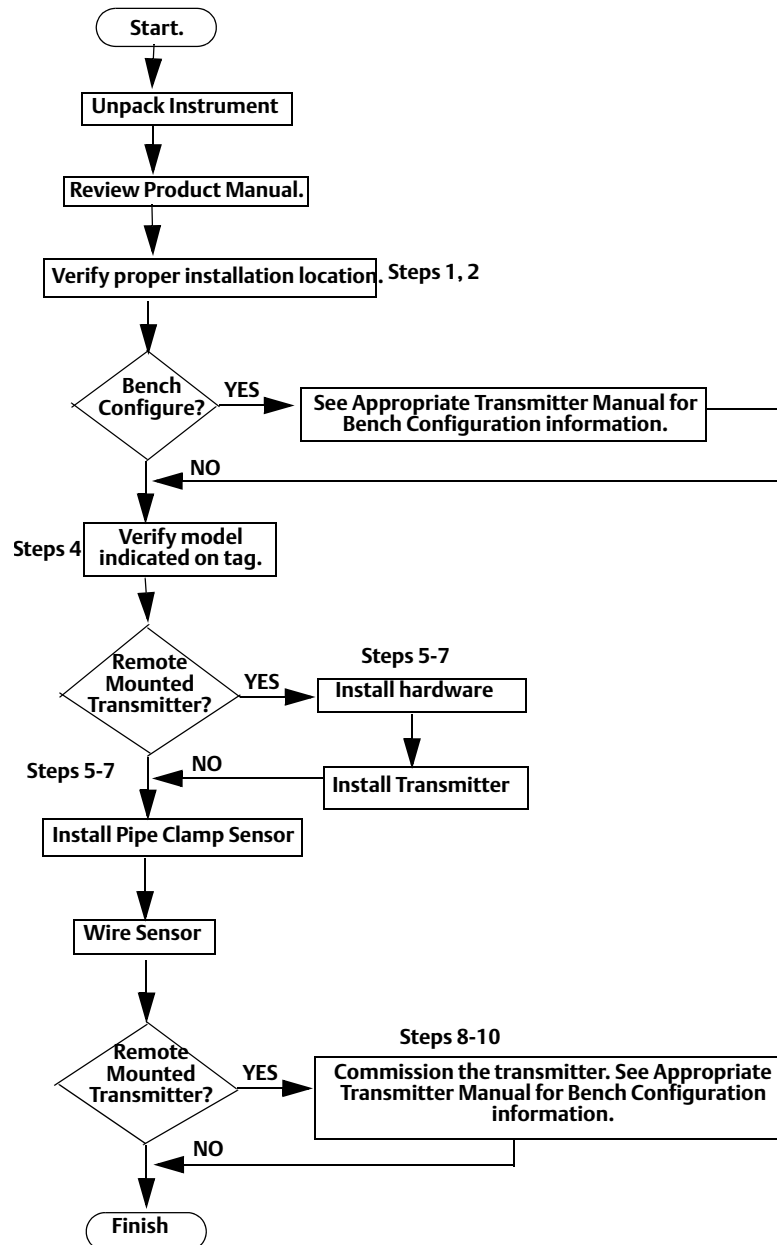 Start.
Unpack Instrument
Review Product Manual.
Verify proper installation location. Steps 1, 2
Bench
Configure?
YES
See Appropriate Transmitter Manual for
Bench Configuration information.
NO
Steps 4
Verify model
indicated on tag.
Remote
Mounted
Transmitter?
YES
Steps 5-7
Install hardware
Install Transmitter
NO
Steps 5-7
Install Pipe Clamp Sensor
Wire Sensor
Remote
Mounted
Transmitter?
YES
Steps 8-10
Commission the transmitter. See Appropriate
Transmitter Manual for Bench Configuration
information.
NO
Finish